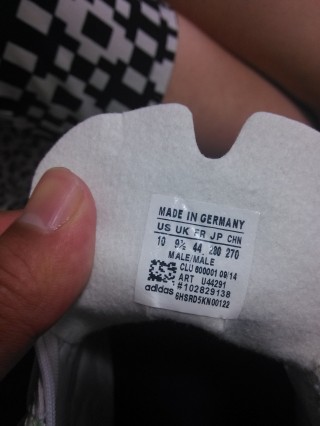 MADE IN GERMANY
US UK FR JP CHN
10 9½ 44 280 270
MALE/MALE
CLU 600001 09/14
ART U44291
#102829138
adidas 6HSRD5KN00122